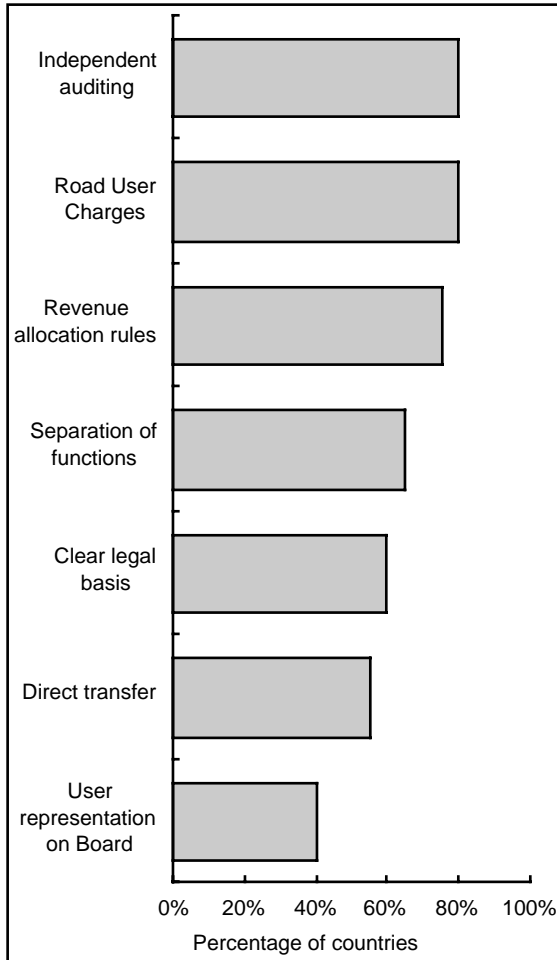 Independent
auditing
Road User
Charges
Revenue
allocation rules
Separation of
functions
Clear legal
basis
Direct transfer
User
representation
on Board
0% 20% 40% 60% 80% 100%
Percentage of countries